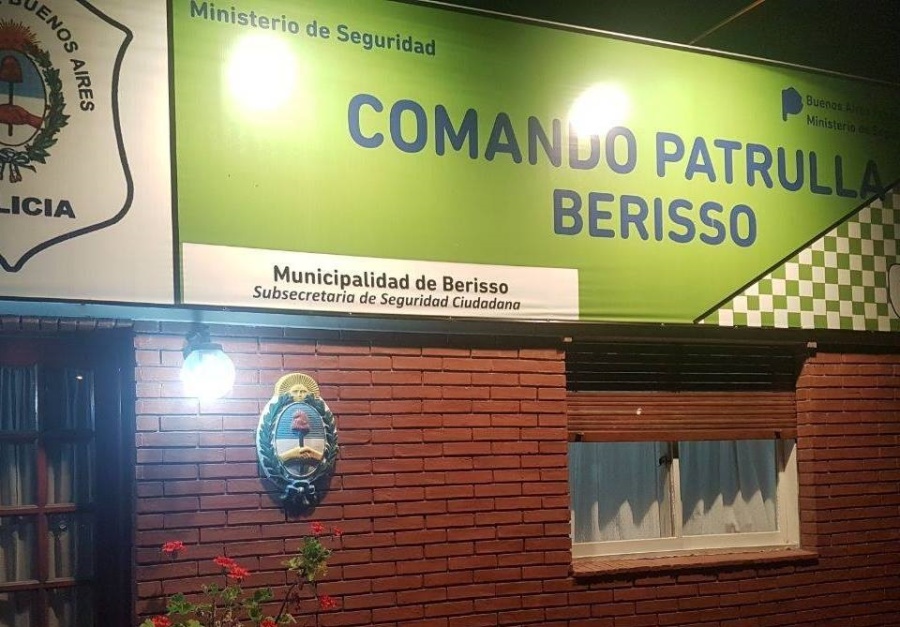 BUENOS AIRES
LICIA
Ministerio de Seguridad
COMANDO PATRULLA
BERISSO
Buenos Aires
Ministerio de
Municipalidad de Berisso
Subsecretaria de Seguridad Ciudadana